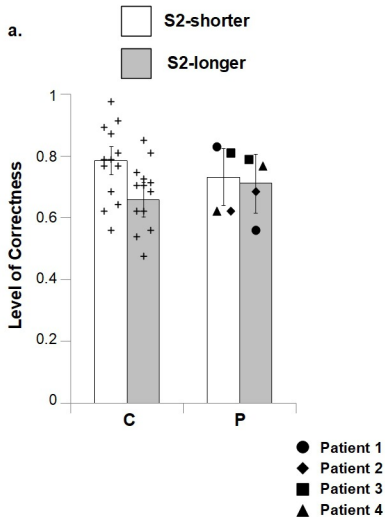 a.
S2-shorter
S2-longer
Level of Correctness
1
0.8
0.6
0.4
0.2
0
C
P
Patient 1
Patient 2
Patient 3
Patient 4